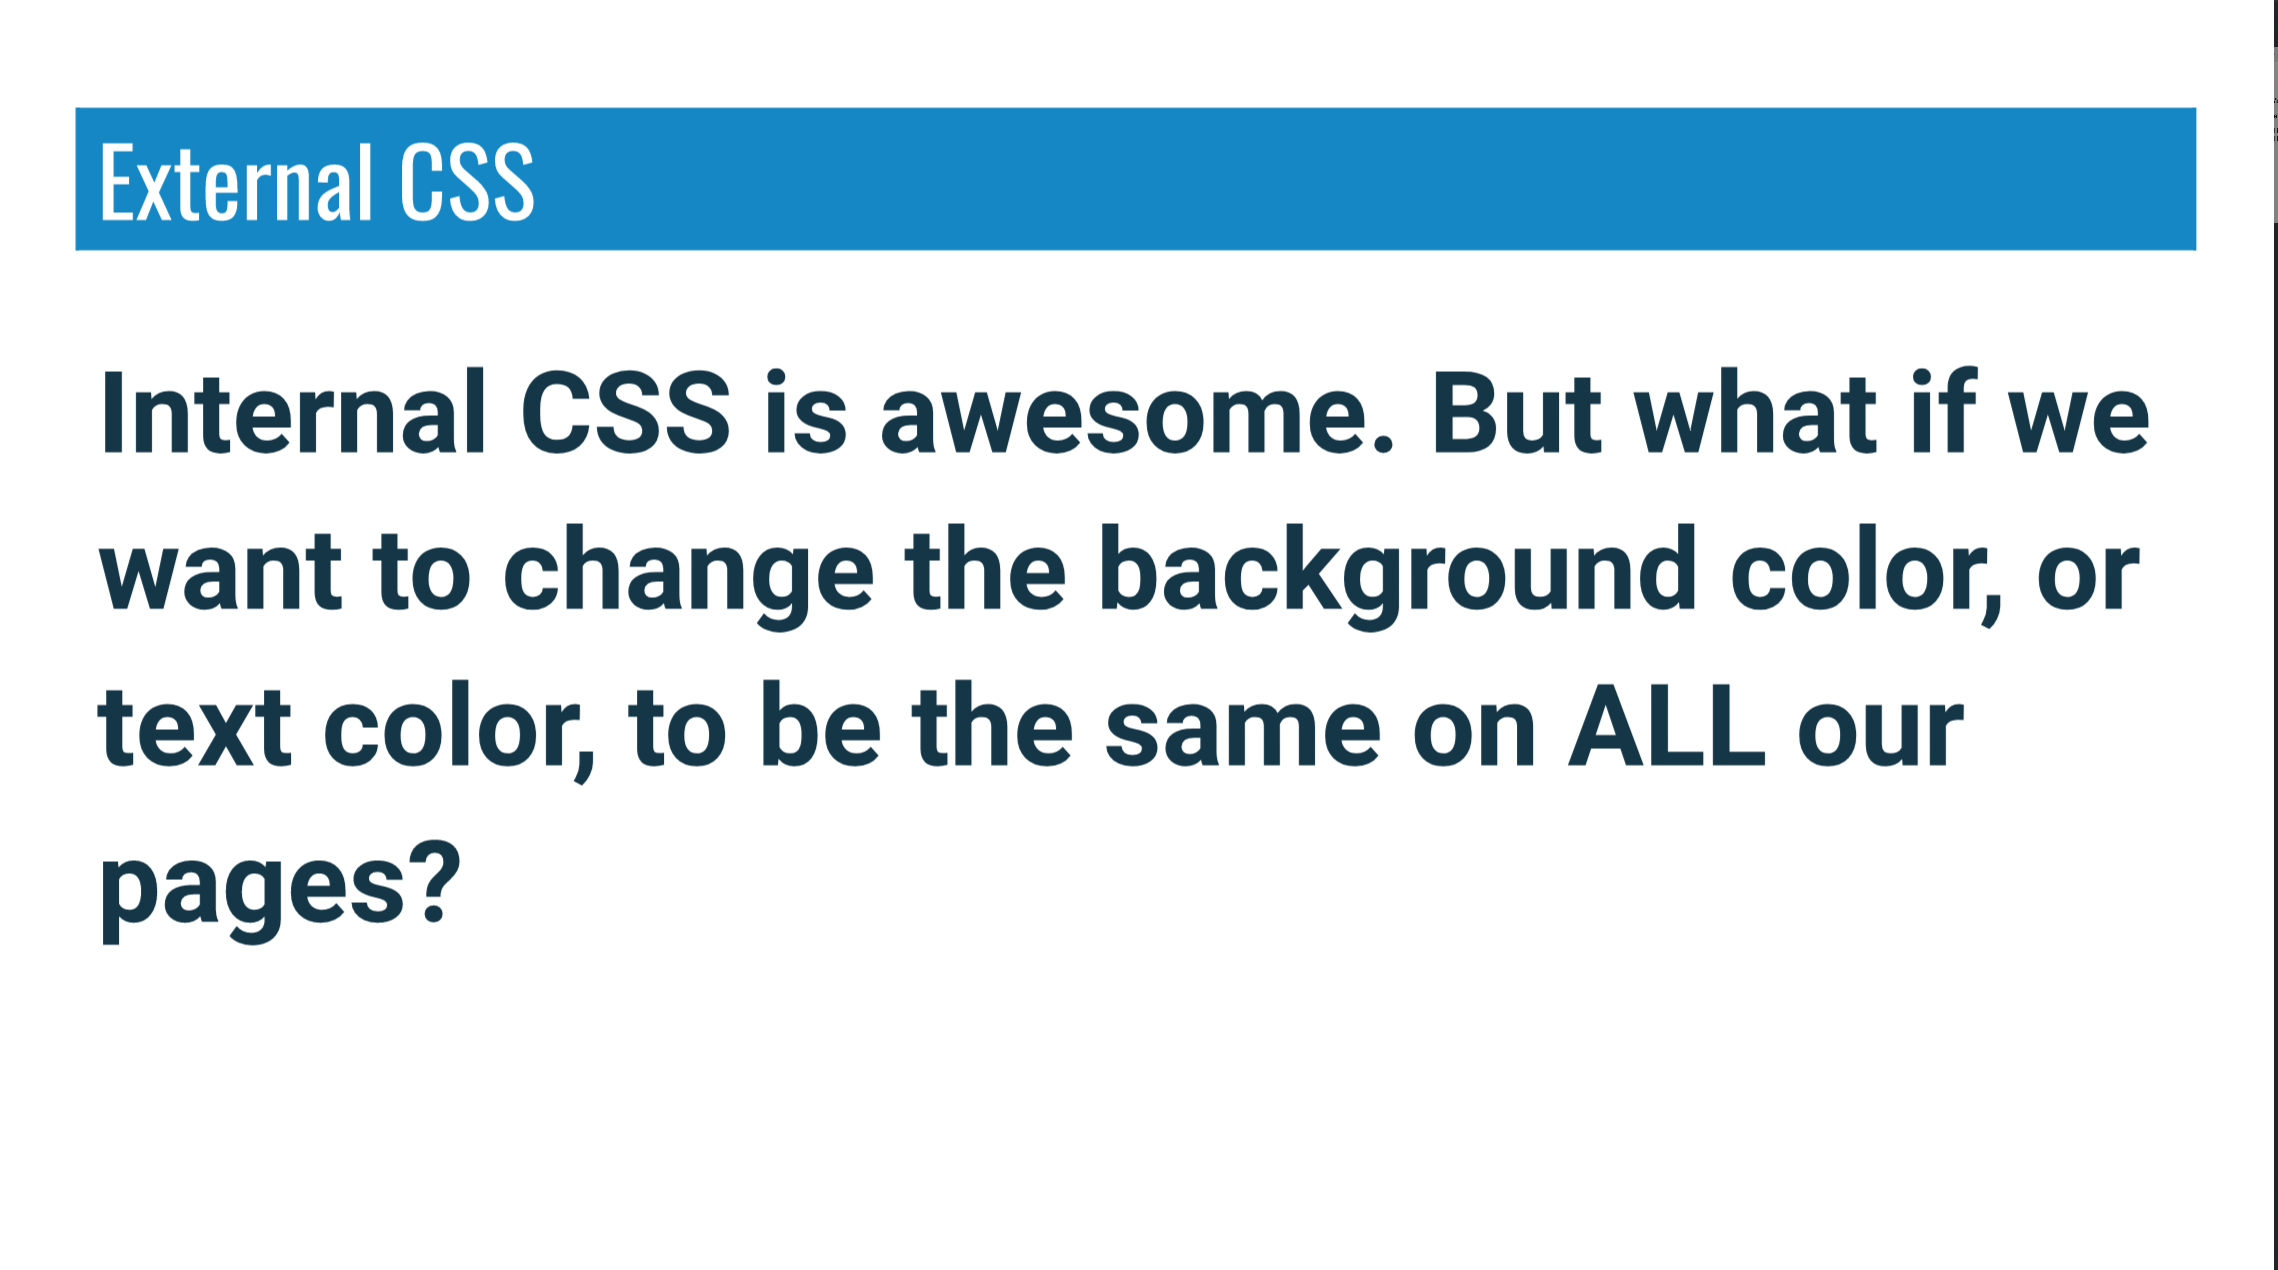 External CSS
Internal CSS is awesome. But what if we
want to change the background color, or
text color, to be the same on ALL our
pages?